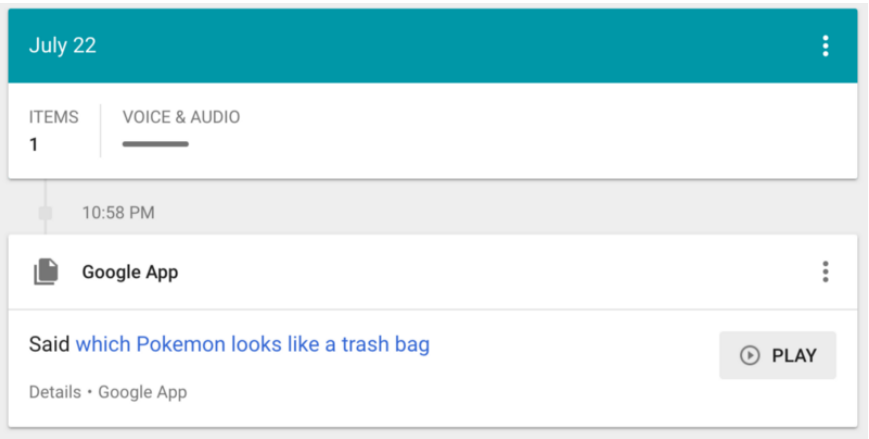 July 22
ITEMS VOICE & AUDIO
1
10:58 PM
Google App
Said which Pokemon looks like a trash bag
PLAY
Details • Google App